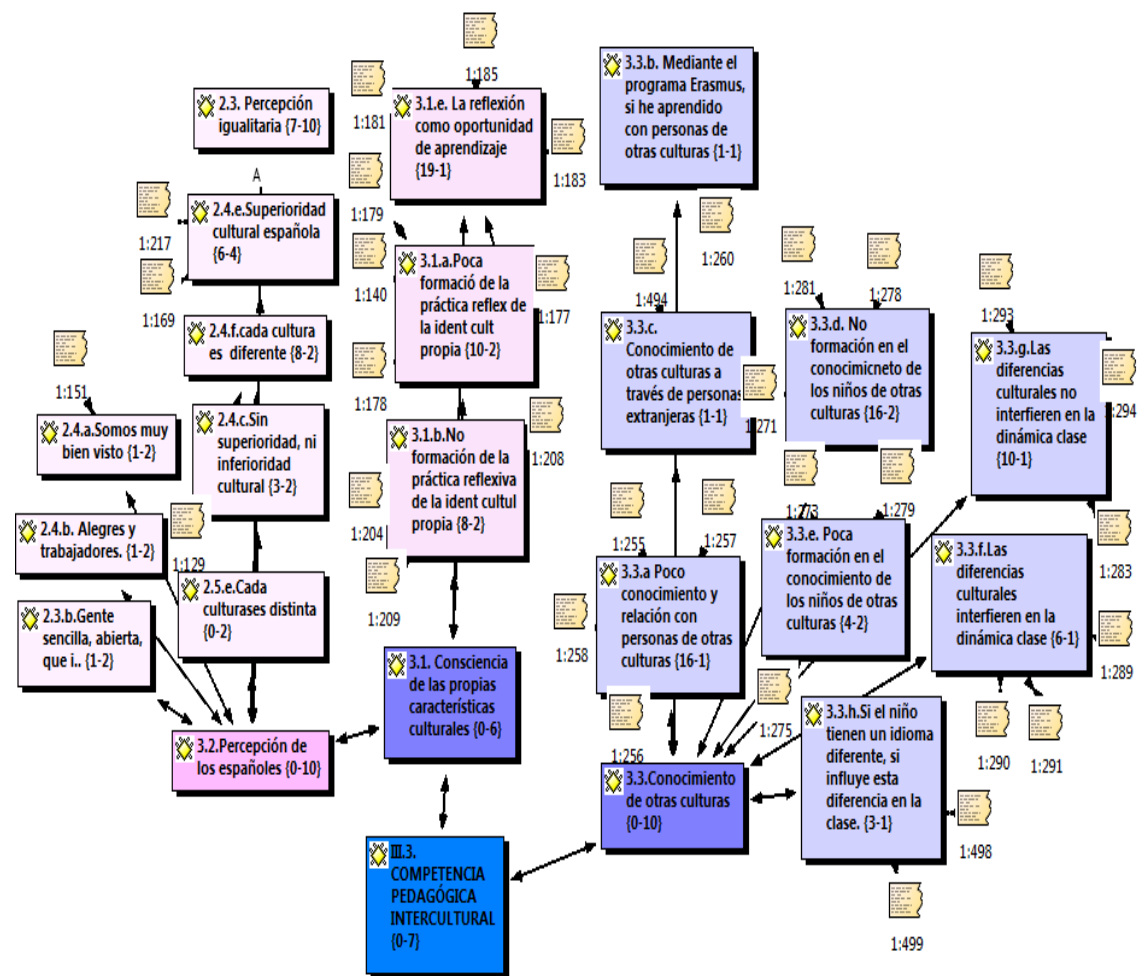 1:185
3.3.b. Mediante el
programa Erasmus,
si he aprendido
con personas de
otras culturas {1-1}
2.3. Percepción
igualitaria {7-10}
1:181
3.1.e. La reflexión
como oportunidad
de aprendizaje
{19-1}
1:183
A
1:179
2.4.e.Superioridad
cultural española
{6-4}
1:217
1:140
3.1.a.Poca
formació de la
práctica reflex de
la ident cult
propia {10-2}
1:177
1:260
1:494
1:281
1:278
1:169
2.4.f.cada cultura
es diferente {8-2}
3.3.c.
Conocimiento de
otras culturas a
través de personas
extranjeras {1-1}
3.3.d. No
formación en el
conocimicneto de
los niños de otras
culturas {16-2}
1:293
3.3.g.Las
diferencias
culturales no
interfieren en la
dinámica clase
{10-1}
1:294
1:151
1:178
1:271
2.4.a.Somos muy
bien visto {1-2}
2.4.c.Sin
superioridad, ni
inferioridad
cultural {3-2}
3.1.b.No
formación de la
práctica reflexiva
de la ident cultul
propia {8-2}
1:208
1:204
2.4.b. Alegres y
trabajadores. {1-2}
1:129
1:255
1:257
1:279
3.3.e. Poca
formación en el
conocimiento de
los niños de otras
culturas {4-2}
3.3.f.Las
diferencias
culturales
interfieren en la
dinámica clase {6-1}
1:283
2.5.e.Cada
culturases distinta
{0-2}
3.3.a Poco
conocimiento y
relación con
personas de otras
culturas {16-1}
2.3.b.Gente
sencilla, abierta,
que i.. {1-2}
1:209
1:258
1:289
3.1. Consciencia
de las propias
características
culturales {0-6}
1:256
1:275
3.3.h.Si el niño
tienen un idioma
diferente, si
influye esta
diferencia en la
clase. {3-1}
1:290
1:291
3.2.Percepción de
los españoles {0-10}
3.3.Conocimiento
de otras culturas
{0-10}
1:498
III.3.
COMPETENCIA
PEDAGÓGICA
INTERCULTURAL
{0-7}
1:499